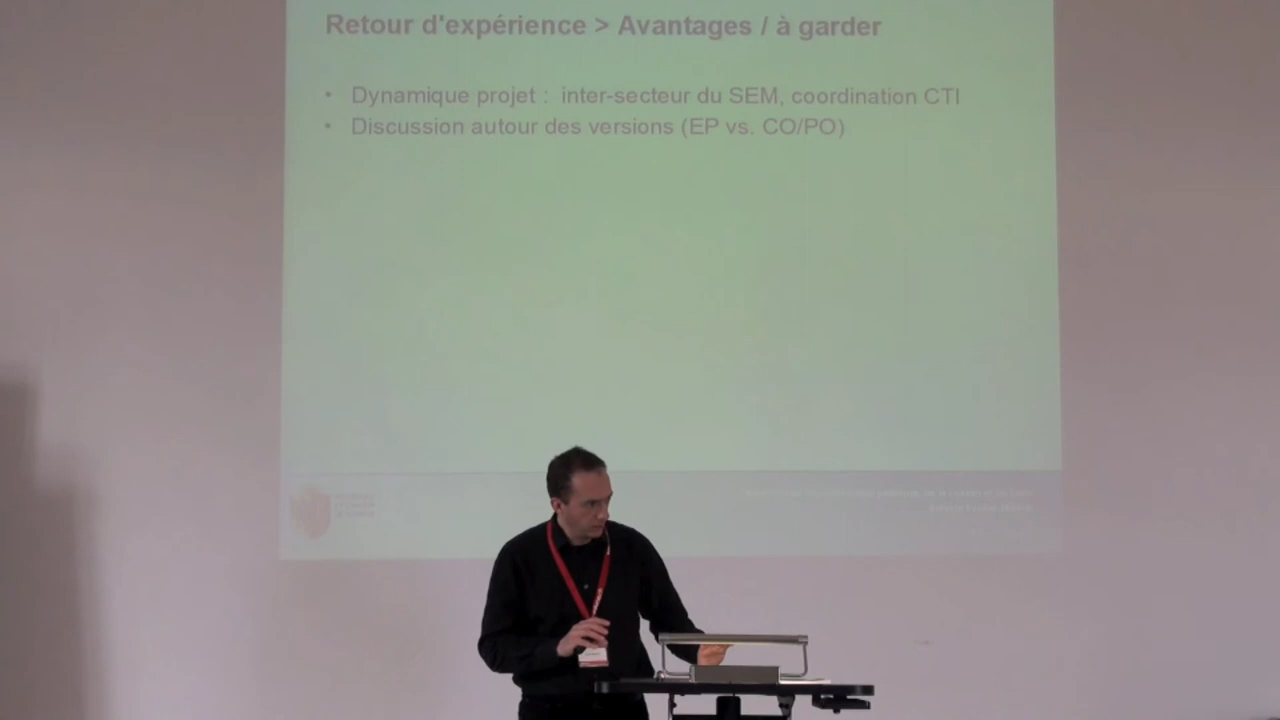 Retour d'expérience > Avantages / à garder
• Dynamique projet : inter-secteur du SEM, coordination CTI
• Discussion autour des versions (EP vs. CO/PO)